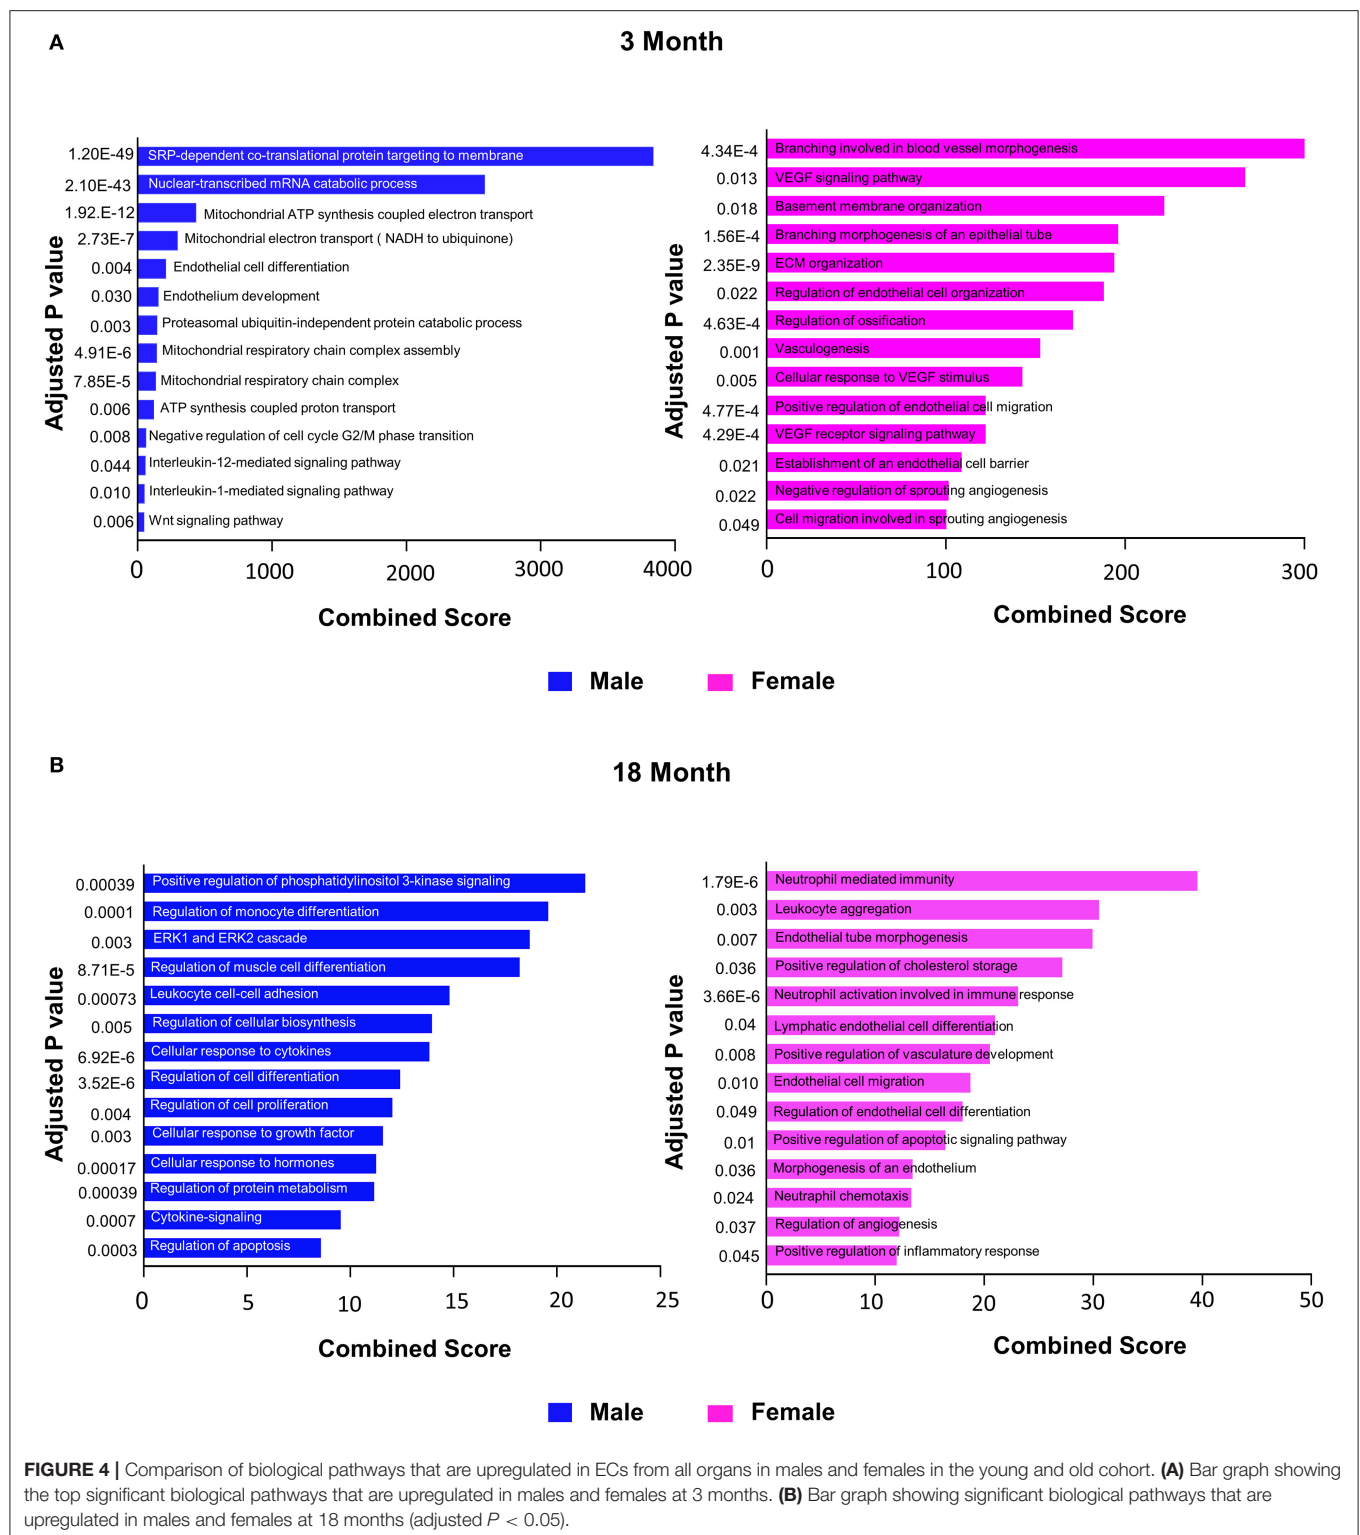 A
3 Month
Adjusted P value
1.20E-49 SRP-dependent co-translational protein targeting to membrane
2.10E-43 Nuclear-transcribed mRNA catabolic process
1.92.E-12 Mitochondrial ATP synthesis coupled electron transport
2.73E-7 Mitochondrial electron transport ( NADH to ubiquinone)
0.004 Endothelial cell differentiation
0.030 Endothelium development
0.003 Proteasomal ubiquitin-independent protein catabolic process
4.91E-6 Mitochondrial respiratory chain complex assembly
7.85E-5 Mitochondrial respiratory chain complex
0.006 ATP synthesis coupled proton transport
0.008 Negative regulation of cell cycle G2/M phase transition
0.044 Interleukin-12-mediated signaling pathway
0.010 Interleukin-1-mediated signaling pathway
0.006 Wnt signaling pathway
0 1000 2000 3000 4000
Combined Score
Adjusted P value
4.34E-4 Branching involved in blood vessel morphogenesis
0.013 VEGF signaling pathway
0.018 Basement membrane organization
1.56E-4 Branching morphogenesis of an epithelial tube
2.35E-9 ECM organization
0.022 Regulation of endothelial cell organization
4.63E-4 Regulation of ossification
0.001 Vasculogenesis
0.005 Cellular response to VEGF stimulus
4.77E-4 Positive regulation of endothelial cell migration
4.29E-4 VEGF receptor signaling pathway
0.021 Establishment of an endothelial cell barrier
0.022 Negative regulation of sprouting angiogenesis
0.049 Cell migration involved in sprouting angiogenesis
0 100 200 300
Combined Score
Male Female
B
18 Month
Adjusted P value
0.00039 Positive regulation of phosphatidylinositol 3-kinase signaling
0.0001 Regulation of monocyte differentiation
0.003 ERK1 and ERK2 cascade
8.71E-5 Regulation of muscle cell differentiation
0.00073 Leukocyte cell-cell adhesion
0.005 Regulation of cellular biosynthesis
6.92E-6 Cellular response to cytokines
3.52E-6 Regulation of cell differentiation
0.004 Regulation of cell proliferation
0.003 Cellular response to growth factor
0.00017 Cellular response to hormones
0.00039 Regulation of protein metabolism
0.0007 Cytokine-signaling
0.0003 Regulation of apoptosis
0 5 10 15 20 25
Combined Score
Adjusted P value
1.79E-6 Neutrophil mediated immunity
0.003 Leukocyte aggregation
0.007 Endothelial tube morphogenesis
0.036 Positive regulation of cholesterol storage
3.66E-6 Neutrophil activation involved in immune response
0.04 Lymphatic endothelial cell differentiation
0.008 Positive regulation of vasculature development
0.010 Endothelial cell migration
0.049 Regulation of endothelial cell differentiation
0.01 Positive regulation of apoptotic signaling pathway
0.036 Morphogenesis of an endothelium
0.024 Neutraphil chemotaxis
0.037 Regulation of angiogenesis
0.045 Positive regulation of inflammatory response
0 10 20 30 40 50
Combined Score
Male Female
FIGURE 4 | Comparison of biological pathways that are upregulated in ECs from all organs in males and females in the young and old cohort. (A) Bar graph showing
the top significant biological pathways that are upregulated in males and females at 3 months. (B) Bar graph showing significant biological pathways that are
upregulated in males and females at 18 months (adjusted P < 0.05).